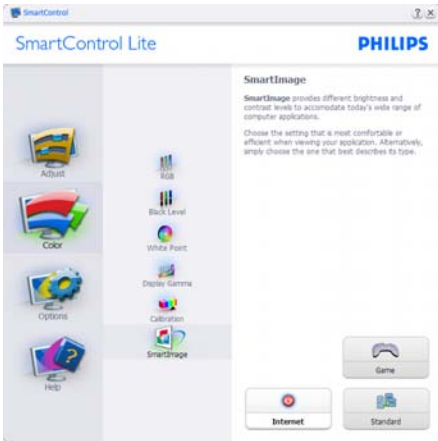 SmartControl
SmartControl Lite
PHILIPS
Adjust
Color
Options
Help
RGB
Black Level
White Point
Display Gamma
Calibration
SmartImage
SmartImage
SmartImage provides different brightness and
contrast levels to accomodate today's wide range of
computer applications.
Choose the setting that is most comfortable or
efficient when viewing your application. Alternatively,
simply choose the one that best describes its type.
Game
Internet
Standard